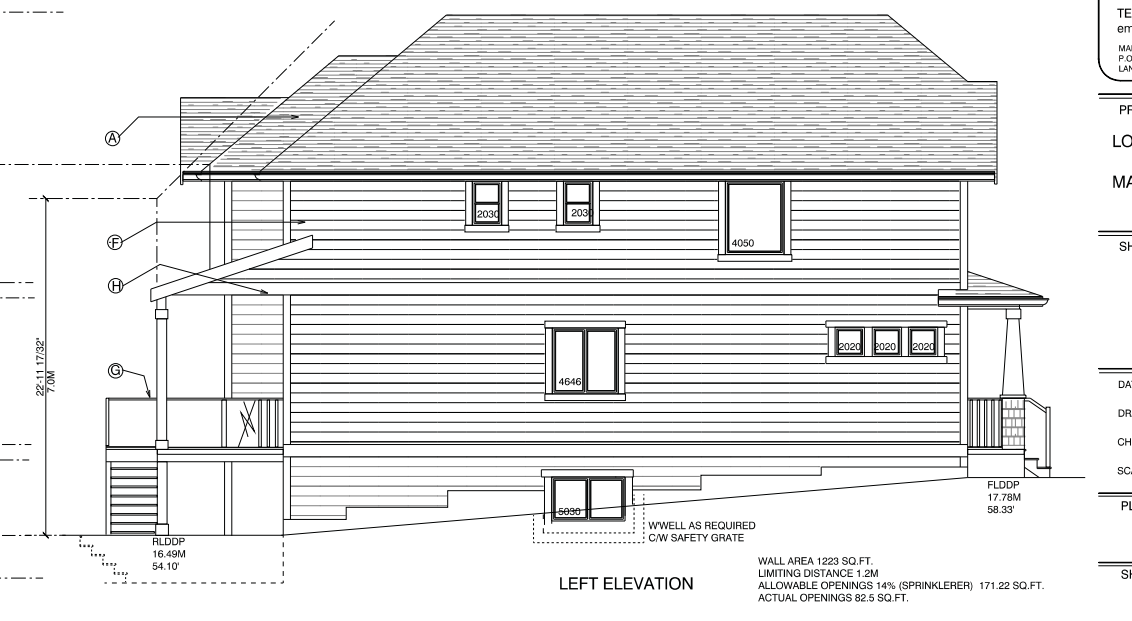 TE
em
MAI
P.O
LAN
PF
LO
MA
A
2030
2030
4050
F
SH
H
22'-11 17/32"
7.0M
4646
2020
2020
2020
G
DA
DR
CH
SC
FLDDP
17.78M
58.33'
PL
5030
W'WELL AS REQUIRED
C/W SAFETY GRATE
RLDDP
16.49M
54.10'
LEFT ELEVATION
WALL AREA 1223 SQ.FT.
LIMITING DISTANCE 1.2M
ALLOWABLE OPENINGS 14% (SPRINKLERER) 171.22 SQ.FT.
ACTUAL OPENINGS 82.5 SQ.FT.
SH